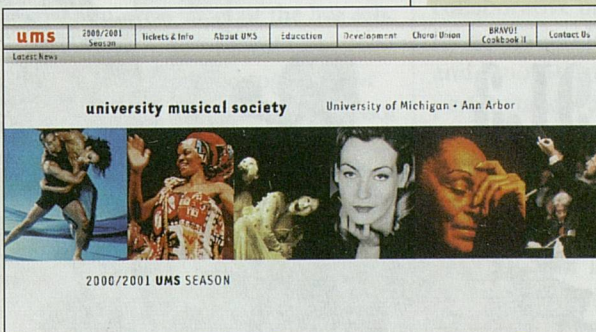 ums
2000/2001 Season
Tickets & Info
About UMS
Education
Development
Choral Union
BRAVO! Cookbook II
Contact Us
Latest News
university musical society
University of Michigan • Ann Arbor
2000/2001 UMS SEASON